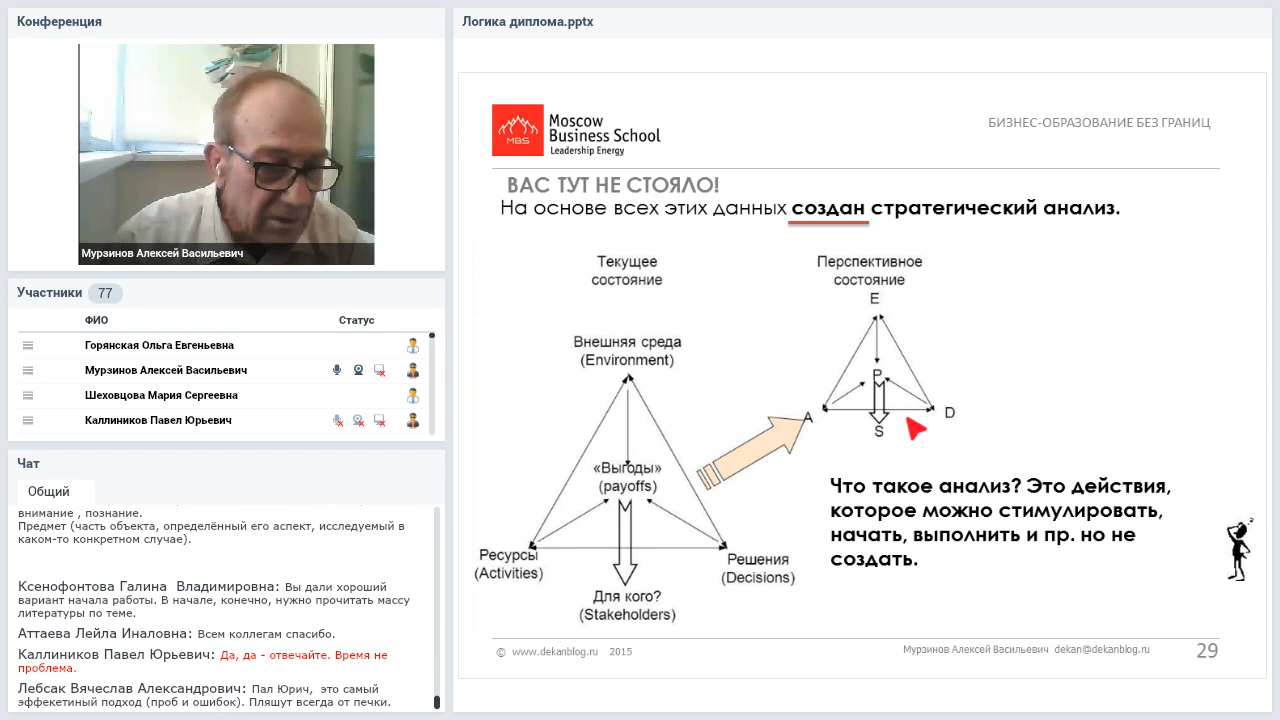 Конференция
Мурзинов Алексей Васильевич
Участники 77
ФИО Статус
Горянская Ольга Евгеньевна
Мурзинов Алексей Васильевич
Шеховцова Мария Сергеевна
Каллиников Павел Юрьевич
Чат
Общий
внимание , познание.
Предмет (часть объекта, определённый его аспект, исследуемый в
каком-то конкретном случае).
Ксенофонтова Галина Владимировна: Вы дали хороший
вариант начала работы. В начале, конечно, нужно прочитать массу
литературы по теме.
Аттаева Лейла Иналовна: Всем коллегам спасибо.
Каллиников Павел Юрьевич: Да, да - отвечайте. Время не
проблема.
Лебсак Вячеслав Александрович: Пал Юрич, это самый
эффекетиный подход (проб и ошибок). Пляшут всегда от печки.
Логика диплома.pptx
MBS
Moscow
Business School
Leadership Energy
БИЗНЕС-ОБРАЗОВАНИЕ БЕЗ ГРАНИЦ
ВАС ТУТ НЕ СТОЯЛО!
На основе всех этих данных создан стратегический анализ.
Текущее
состояние
Перспективное
состояние
E
P
A
D
S
Внешняя среда
(Environment)
«Выгоды»
(payoffs)
Ресурсы
(Activities)
Решения
(Decisions)
Для кого?
(Stakeholders)
Что такое анализ? Это действия,
которое можно стимулировать,
начать, выполнить и пр. но не
создать.
© www.dekanblog.ru 2015
Мурзинов Алексей Васильевич dekan@dekanblog.ru
29